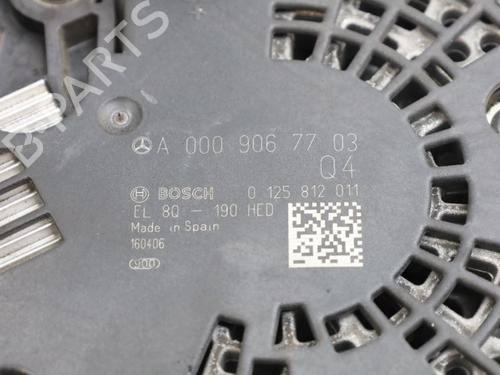 A 000 906 77 03
Q4
BOSCH 0 125 812 011
EL 8Q - 190 HED
Made in Spain
160406
900
B-PARTS